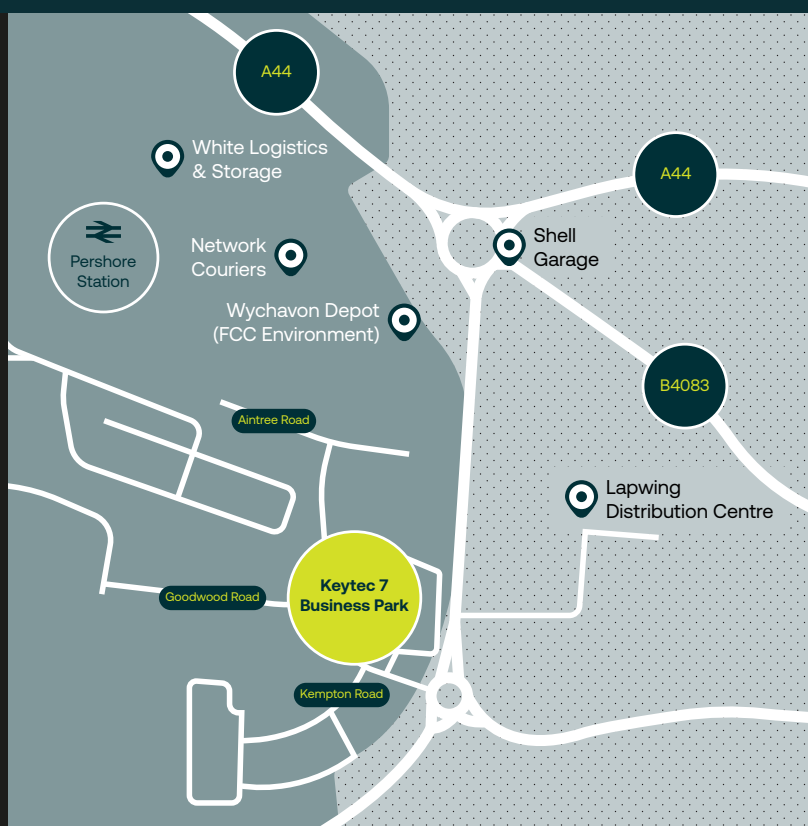 A44
White Logistics
& Storage
A44
Pershore
Station
Network
Couriers
Shell
Garage
Wychavon Depot
(FCC Environment)
B4083
Aintree Road
Lapwing
Distribution Centre
Keytec 7
Business Park
Goodwood Road
Kempton Road